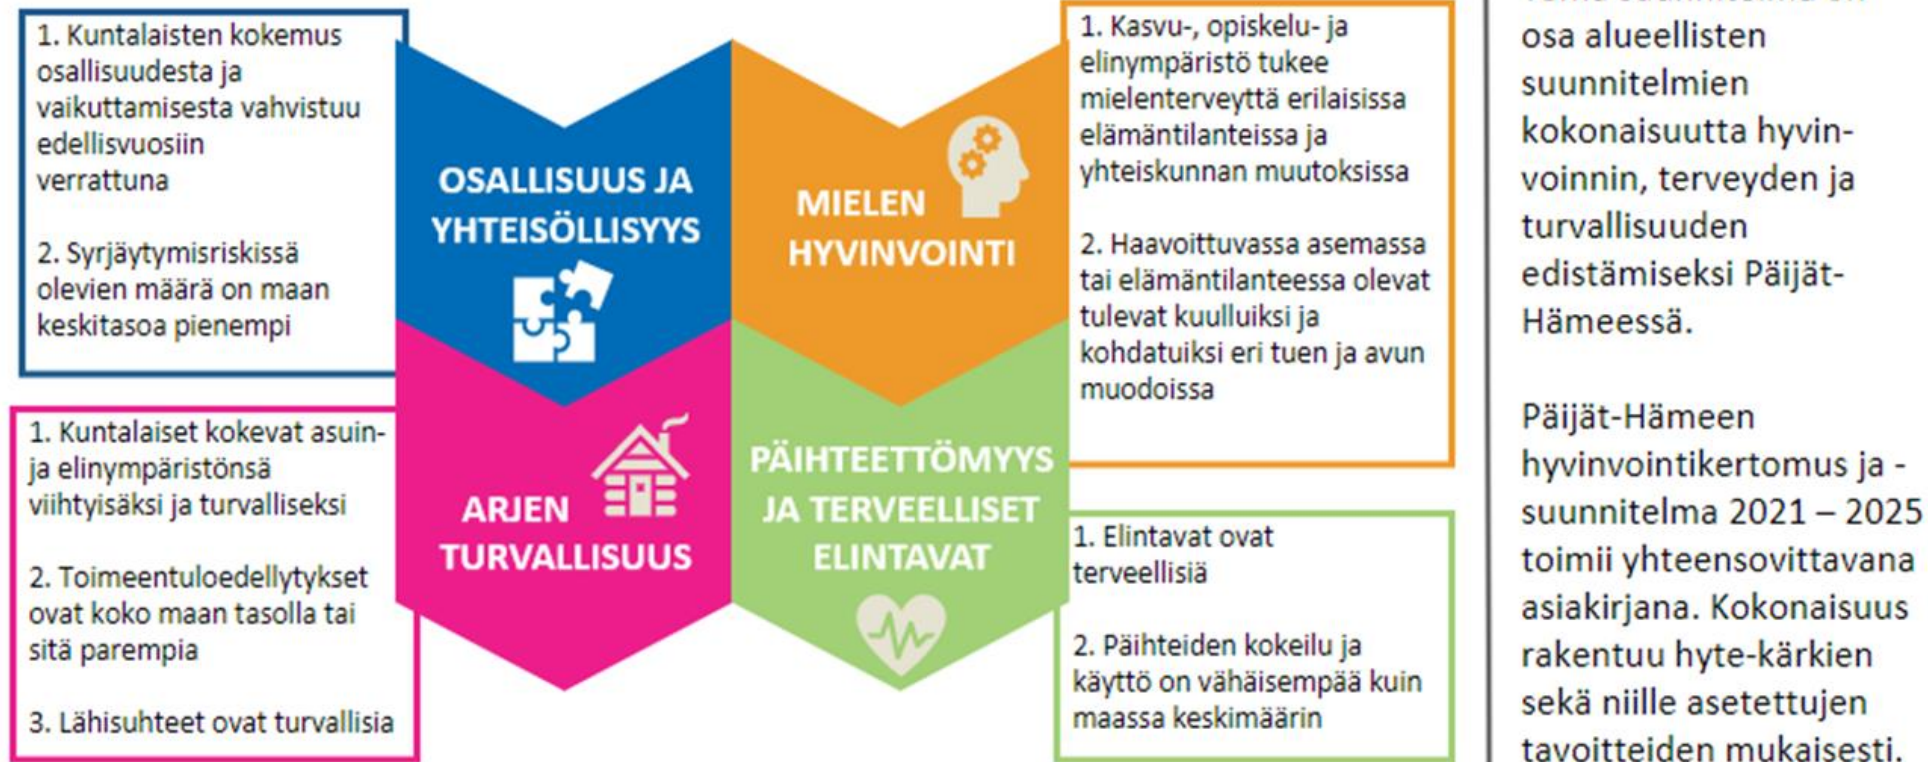 1. Kuntalaisten kokemus
osallisuudesta ja
vaikuttamisesta vahvistuu
edellisvuosiin
verrattuna
2. Syrjäytymisriskissä
olevien määrä on maan
keskitasoa pienempi
OSALLISUUS JA
YHTEISÖLLISYYS
MIELEN
HYVINVOINTI
1. Kasvu-, opiskelu- ja
elinympäristö tukee
mielenterveyttä erilaisissa
elämäntilanteissa ja
yhteiskunnan muutoksissa
2. Haavoittuvassa asemassa
tai elämäntilanteessa olevat
tulevat kuulluiksi ja
kohdatuiksi eri tuen ja avun
muodoissa
1. Kuntalaiset kokevat asuin-
ja elinympäristönsä
viihtyisäksi ja turvalliseksi
2. Toimeentuloedellytykset
ovat koko maan tasolla tai
sitä parempia
3. Lähisuhteet ovat turvallisia
ARJEN
TURVALLISUUS
PÄIHTEETTÖMYYS
JA TERVEELLISET
ELINTAVAT
1. Elintavat ovat
terveellisiä
2. Päihteiden kokeilu ja
käyttö on vähäisempää kuin
maassa keskimäärin
osa alueellisten
suunnitelmien
kokonaisuutta hyvin-
voinnin, terveyden ja
turvallisuuden
edistämiseksi Päijät-
Hämeessä.
Päijät-Hämeen
hyvinvointikertomus ja -
suunnitelma 2021 – 2025
toimii yhteensovittavana
asiakirjana. Kokonaisuus
rakentuu hyte-kärkien
sekä niille asetettujen
tavoitteiden mukaisesti.